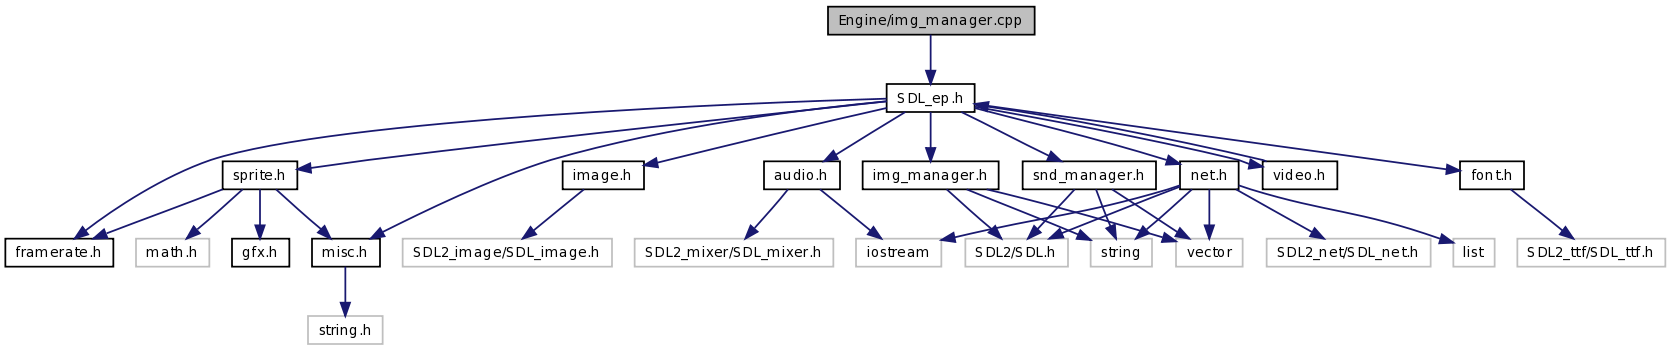 Engine/img_manager.cpp
SDL_ep.h
sprite.h
image.h
audio.h
img_manager.h
snd_manager.h
net.h
video.h
font.h
framerate.h
math.h
gfx.h
misc.h
SDL2_image/SDL_image.h
SDL2_mixer/SDL_mixer.h
iostream
SDL2/SDL.h
string
vector
SDL2_net/SDL_net.h
list
SDL2_ttf/SDL_ttf.h
string.h